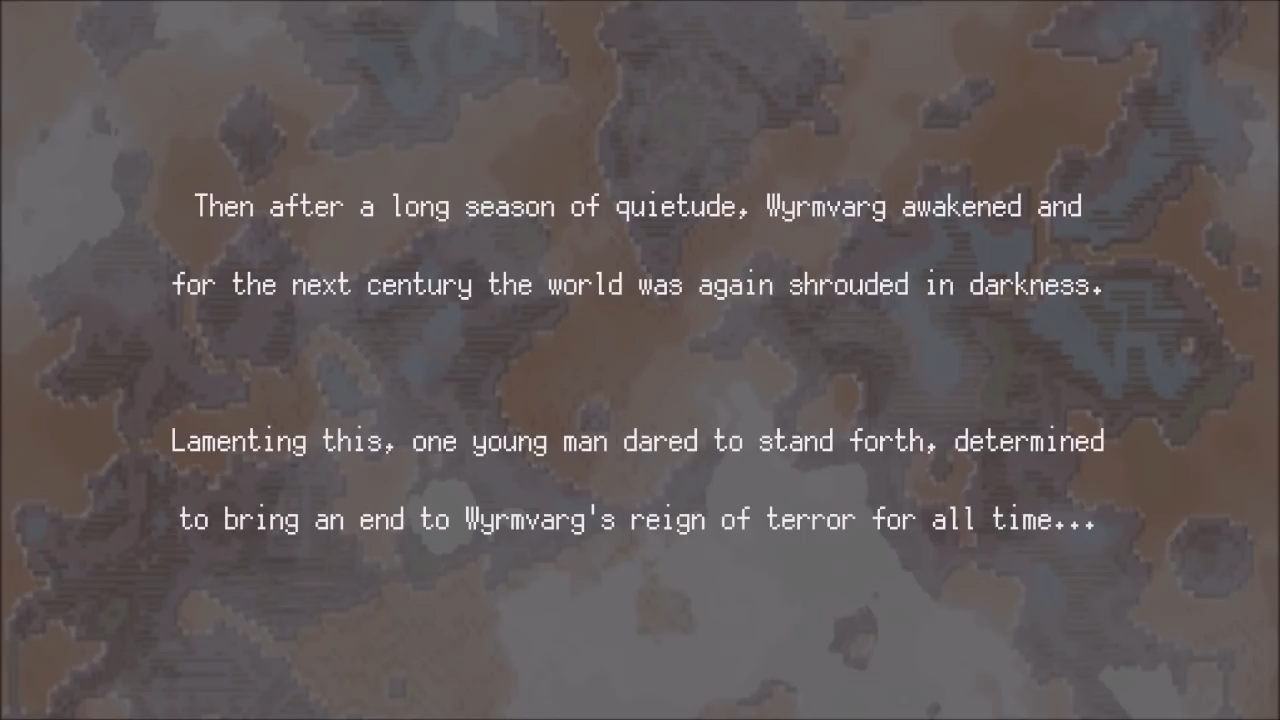 Then after a long season of quietude, Wyrmvarg awakened and
for the next century the world was again shrouded in darkness.
Lamenting this, one young man dared to stand forth, determined
to bring an end to Wyrmvarg's reign of terror for all time...